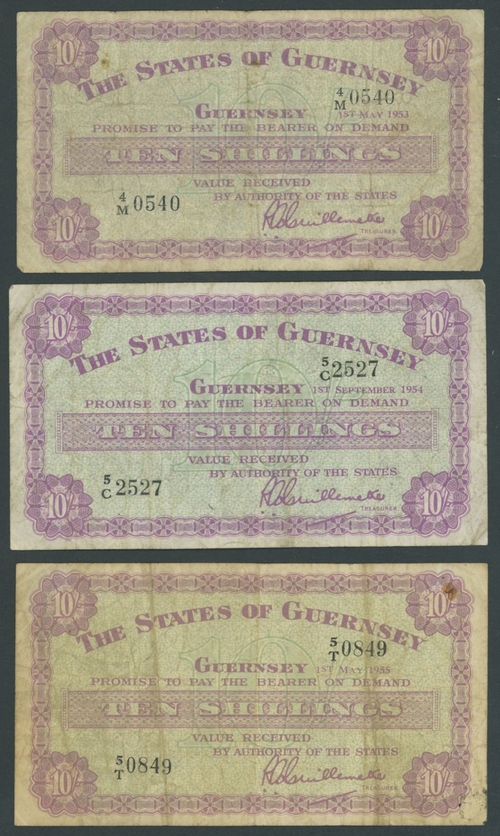 10/- 10/-
THE STATES OF GUERNSEY
4/M 0540
GUERNSEY 1ST MAY 1953
PROMISE TO PAY THE BEARER ON DEMAND
TEN SHILLINGS
VALUE RECEIVED
4/M 0540 BY AUTHORITY OF THE STATES
TREASURER
10/- 10/-
10/- 10/-
THE STATES OF GUERNSEY
5/C 2527
GUERNSEY 1ST SEPTEMBER 1954
PROMISE TO PAY THE BEARER ON DEMAND
TEN SHILLINGS
VALUE RECEIVED
BY AUTHORITY OF THE STATES
5/C 2527
TREASURER
10/- 10/-
10/- 10/-
THE STATES OF GUERNSEY
5/T 0849
GUERNSEY 1ST MAY 1955
PROMISE TO PAY THE BEARER ON DEMAND
TEN SHILLINGS
VALUE RECEIVED
BY AUTHORITY OF THE STATES
5/T 0849
TREASURER
10/- 10/-